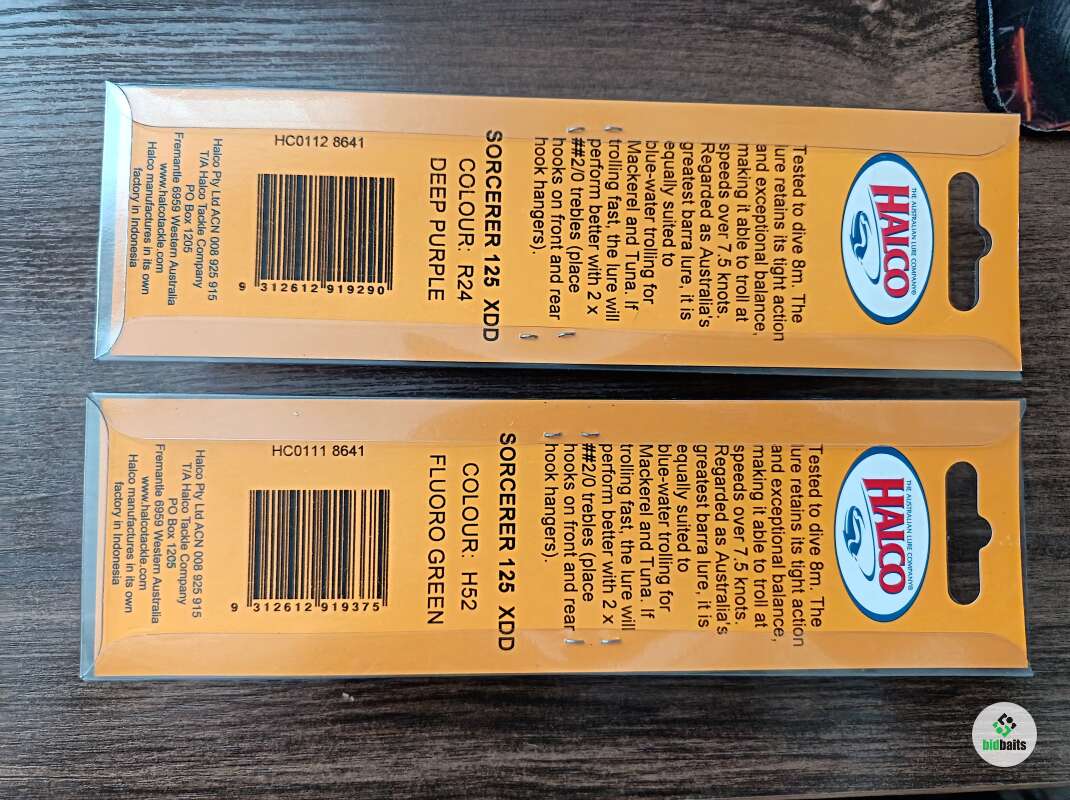 THE AUSTRALIAN LURE COMPANY®
HALCO
Tested to dive 8m. The
lure retains its tight action
and exceptional balance,
making it able to troll at
speeds over 7.5 knots.
Regarded as Australia's
greatest barra lure, it is
equally suited to
blue-water trolling for
Mackerel and Tuna. If
trolling fast, the lure will
perform better with 2 x
##2/0 trebles (place
hooks on front and rear
hook hangers).
SORCERER 125 XDD
COLOUR: R24
DEEP PURPLE
HC0112 8641
9 312612 919290
Halco Pty Ltd ACN 008 925 915
T/A Halco Tackle Company
PO Box 1205
Fremantle 6959 Western Australia
www.halcotackle.com
Halco manufactures in its own
factory in Indonesia
THE AUSTRALIAN LURE COMPANY®
HALCO
Tested to dive 8m. The
lure retains its tight action
and exceptional balance,
making it able to troll at
speeds over 7.5 knots.
Regarded as Australia's
greatest barra lure, it is
equally suited to
blue-water trolling for
Mackerel and Tuna. If
trolling fast, the lure will
perform better with 2 x
##2/0 trebles (place
hooks on front and rear
hook hangers).
SORCERER 125 XDD
COLOUR: H52
FLUORO GREEN
HC0111 8641
9 312612 919375
Halco Pty Ltd ACN 008 925 915
T/A Halco Tackle Company
PO Box 1205
Fremantle 6959 Western Australia
www.halcotackle.com
Halco manufactures in its own
factory in Indonesia
bidbaits